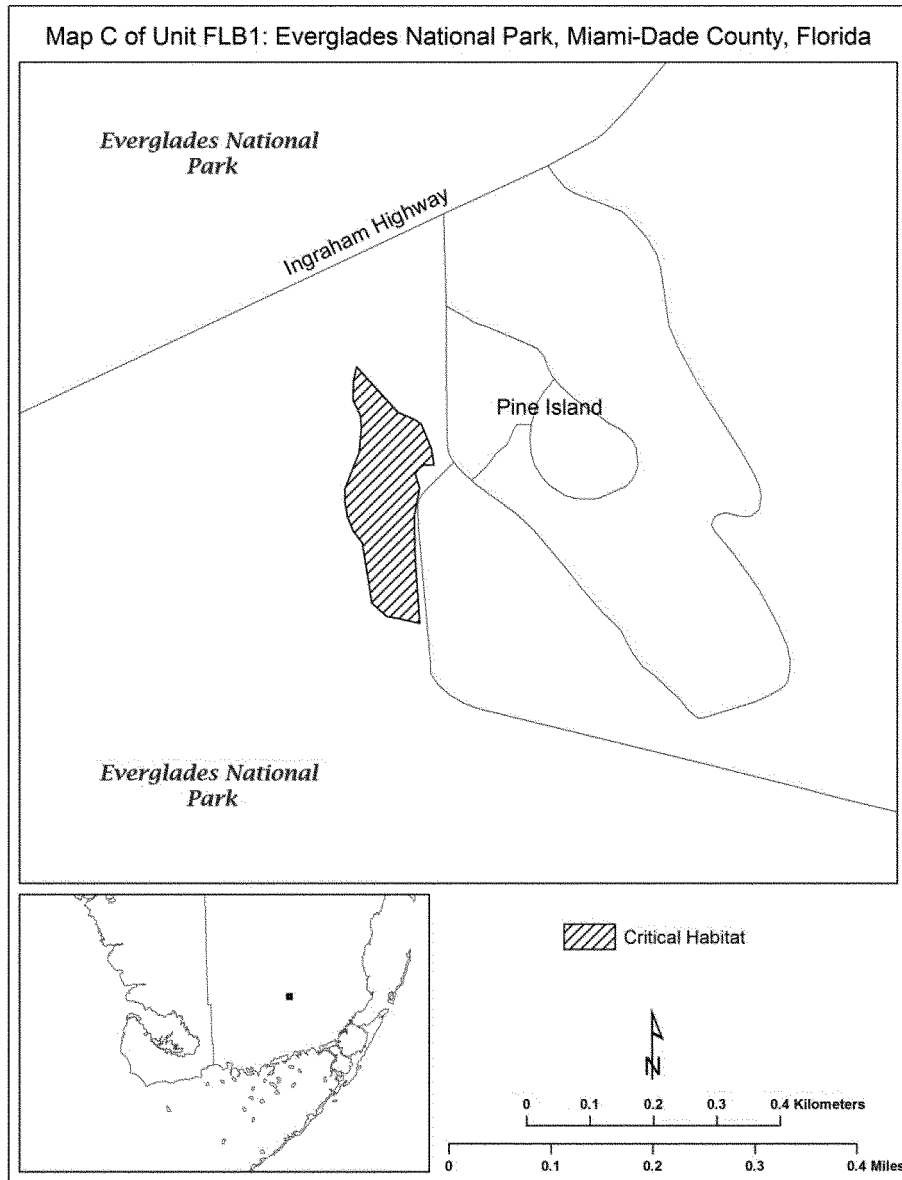 Map C of Unit FLB1: Everglades National Park, Miami-Dade County, Florida
Everglades National
Park
Ingraham Highway
Pine Island
Everglades National
Park
Critical Habitat
N
0 0.1 0.2 0.3 0.4 Kilometers
0 0.1 0.2 0.3 0.4 Miles